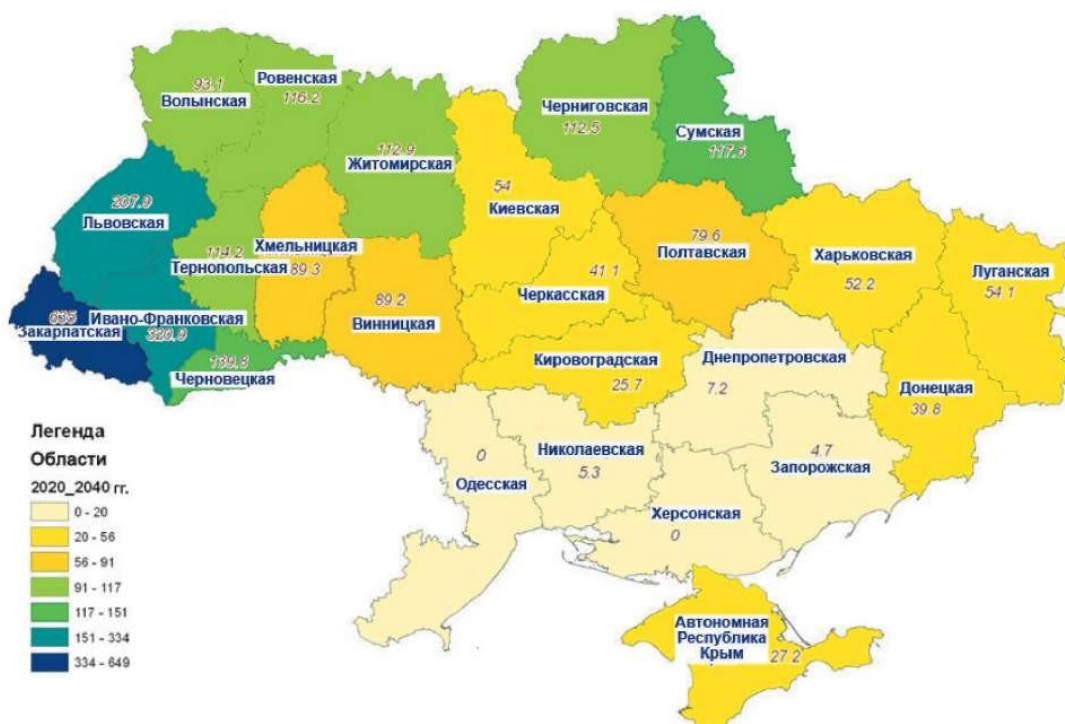 93.1
Волынская
Ровенская
116.2
112.9
Житомирская
Черниговская
112.5
Сумская
117.6
207.9
Львовская
114.2
Тернопольская
Хмельницкая
89.3
54
Киевская
79.6
Полтавская
Харьковская
52.2
Луганская
54.1
635
Закарпатская
Ивано-Франковская
320.9
139.8
Черновецкая
89.2
Винницкая
41.1
Черкасская
Кировоградская
25.7
Днепропетровская
7.2
Донецкая
39.8
0
Одесская
Николаевская
5.3
4.7
Запорожская
Херсонская
0
Автономная
Республика
Крым
27.2
Легенда
Области
2020_2040 гг.
0 - 20
20 - 56
56 - 91
91 - 117
117 - 151
151 - 334
334 - 649